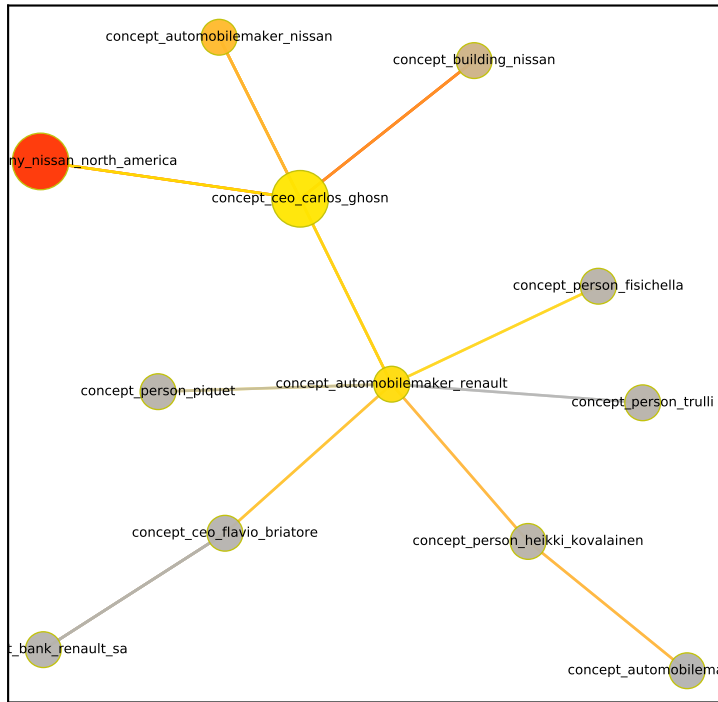 concept_automobilemaker_nissan
concept_building_nissan
ny_nissan_north_america
concept_ceo_carlos_ghosn
concept_person_fisichella
concept_automobilemaker_renault
concept_person_piquet
concept_person_trulli
concept_ceo_flavio_briatore
concept_person_heikki_kovalainen
t_bank_renault_sa
concept_automobilema